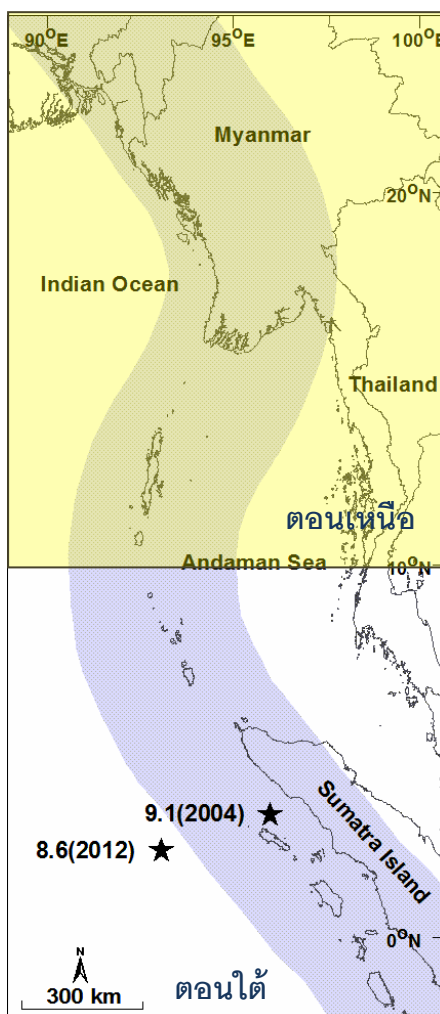 90°E 95°E 100°E
Myanmar
20°N
Indian Ocean
Thailand
ตอนเหนือ
Andaman Sea
10°N
Sumatra Island
9.1(2004)
8.6(2012)
0°N
N
300 km
ตอนใต้